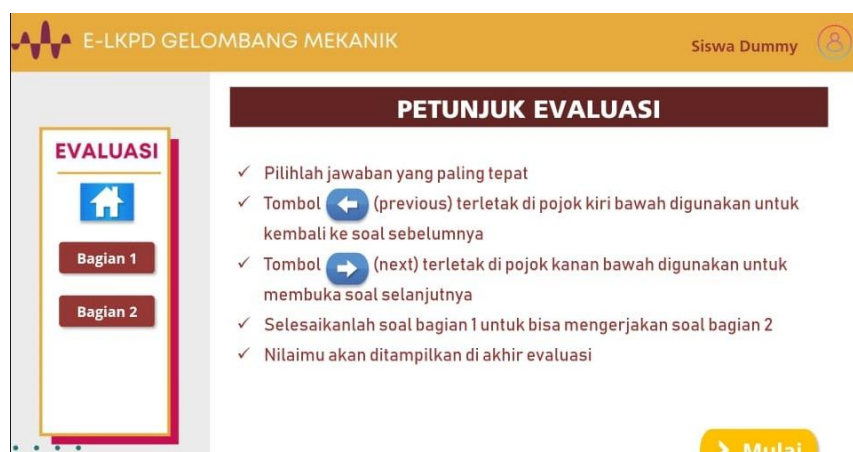 E-LKPD GELOMBANG MEKANIK
Siswa Dummy
PETUNJUK EVALUASI
EVALUASI
Bagian 1
Bagian 2
✓ Pilihlah jawaban yang paling tepat
✓ Tombol (previous) terletak di pojok kiri bawah digunakan untuk
kembali ke soal sebelumnya
✓ Tombol (next) terletak di pojok kanan bawah digunakan untuk
membuka soal selanjutnya
✓ Selesaikanlah soal bagian 1 untuk bisa mengerjakan soal bagian 2
✓ Nilaimu akan ditampilkan di akhir evaluasi
Mulai